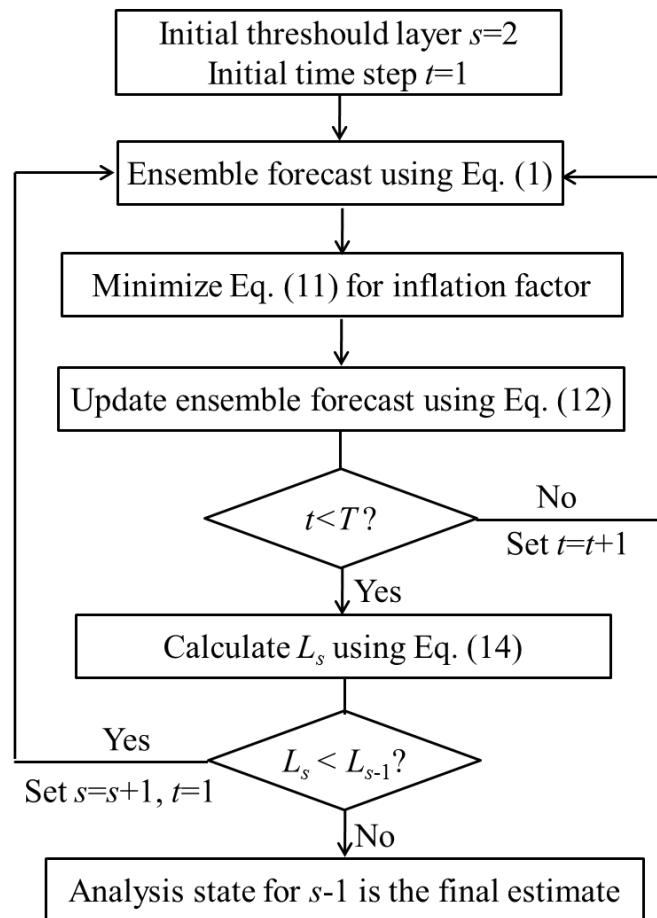 Initial threshould layer s=2
Initial time step t=1
Ensemble forecast using Eq. (1)
Minimize Eq. (11) for inflation factor
Update ensemble forecast using Eq. (12)
t<T?
No
Set t=t+1
Yes
Calculate Ls using Eq. (14)
Yes
Set s=s+1, t=1
Ls < Ls-1?
No
Analysis state for s-1 is the final estimate